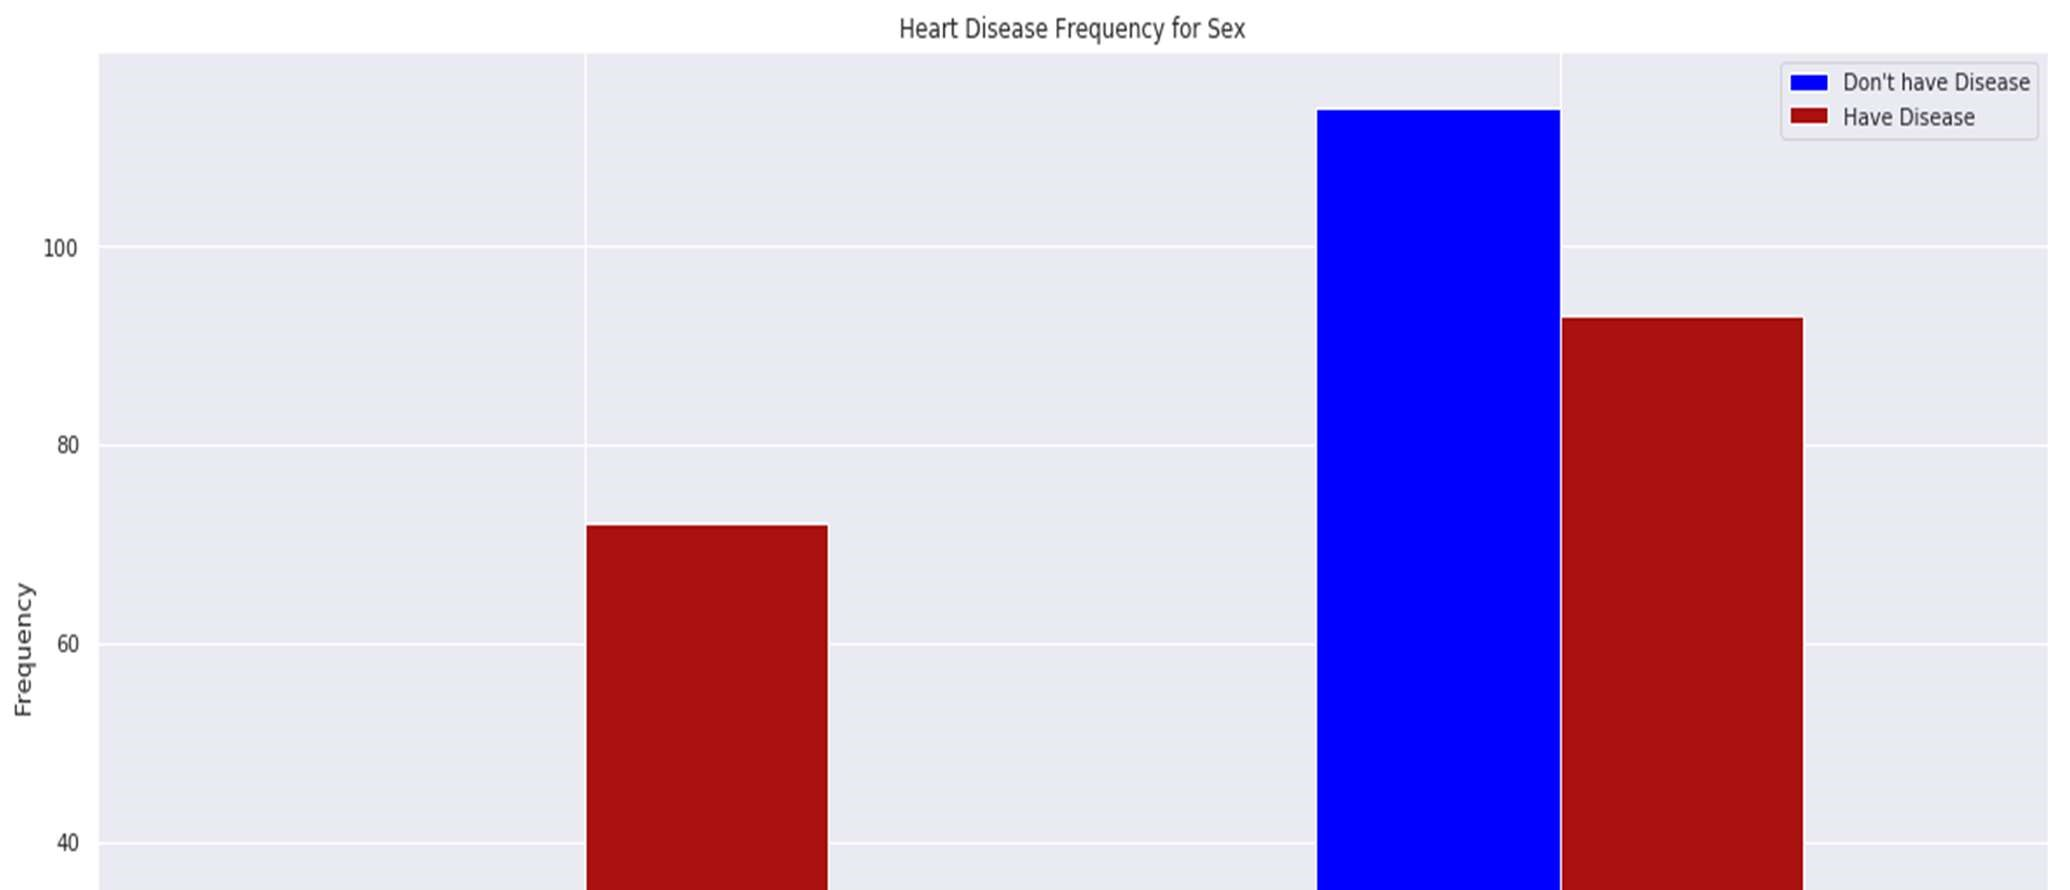 Heart Disease Frequency for Sex
Don't have Disease
Have Disease
100
80
60
40
Frequency